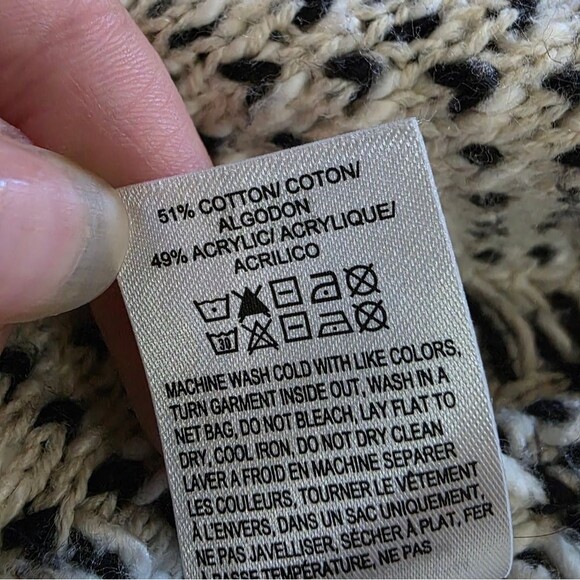 51% COTTON/ COTON/
ALGODON
49% ACRYLIC/ ACRYLIQUE/
ACRILICO
30
MACHINE WASH COLD WITH LIKE COLORS,
TURN GARMENT INSIDE OUT, WASH IN A
NET BAG, DO NOT BLEACH, LAY FLAT TO
DRY, COOL IRON, DO NOT DRY CLEAN
LAVER A FROID EN MACHINE SEPARER
LES COULEURS, TOURNER LE VÊTEMENT
À L'ENVERS, DANS UN SAC UNIQUEMENT,
NE PAS JAVELLISER, SÉCHER À PLAT, FER
À BASSE TEMPÉRATURE, NE PAS